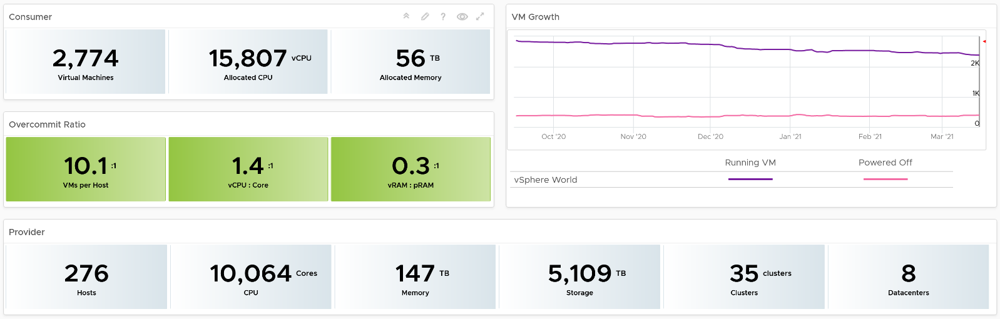 Consumer
?
2,774
Virtual Machines
15,807 vCPU
Allocated CPU
56 TB
Allocated Memory
Overcommit Ratio
10.1 :1
VMs per Host
1.4 :1
vCPU : Core
0.3 :1
vRAM : pRAM
VM Growth
2K
1K
0
Oct '20 Nov '20 Dec '20 Jan '21 Feb '21 Mar '21
Running VM Powered Off
vSphere World
Provider
276
Hosts
10,064 Cores
CPU
147 TB
Memory
5,109 TB
Storage
35 clusters
Clusters
8
Datacenters